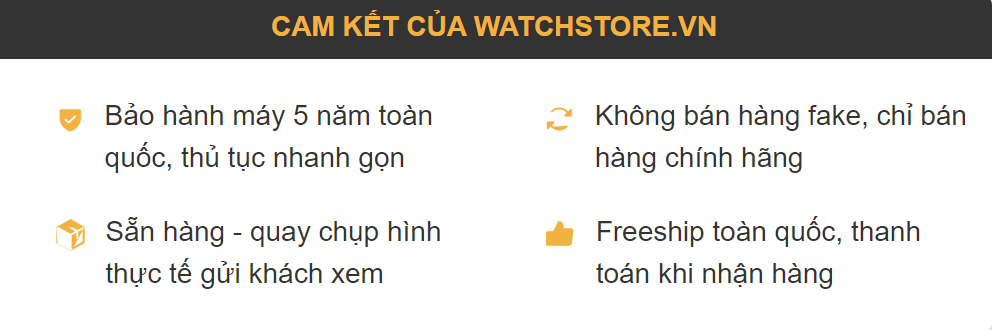 CAM KẾT CỦA WATCHSTORE.VN
Bảo hành máy 5 năm toàn
quốc, thủ tục nhanh gọn
Không bán hàng fake, chỉ bán
hàng chính hãng
Sẵn hàng - quay chụp hình
thực tế gửi khách xem
Freeship toàn quốc, thanh
toán khi nhận hàng